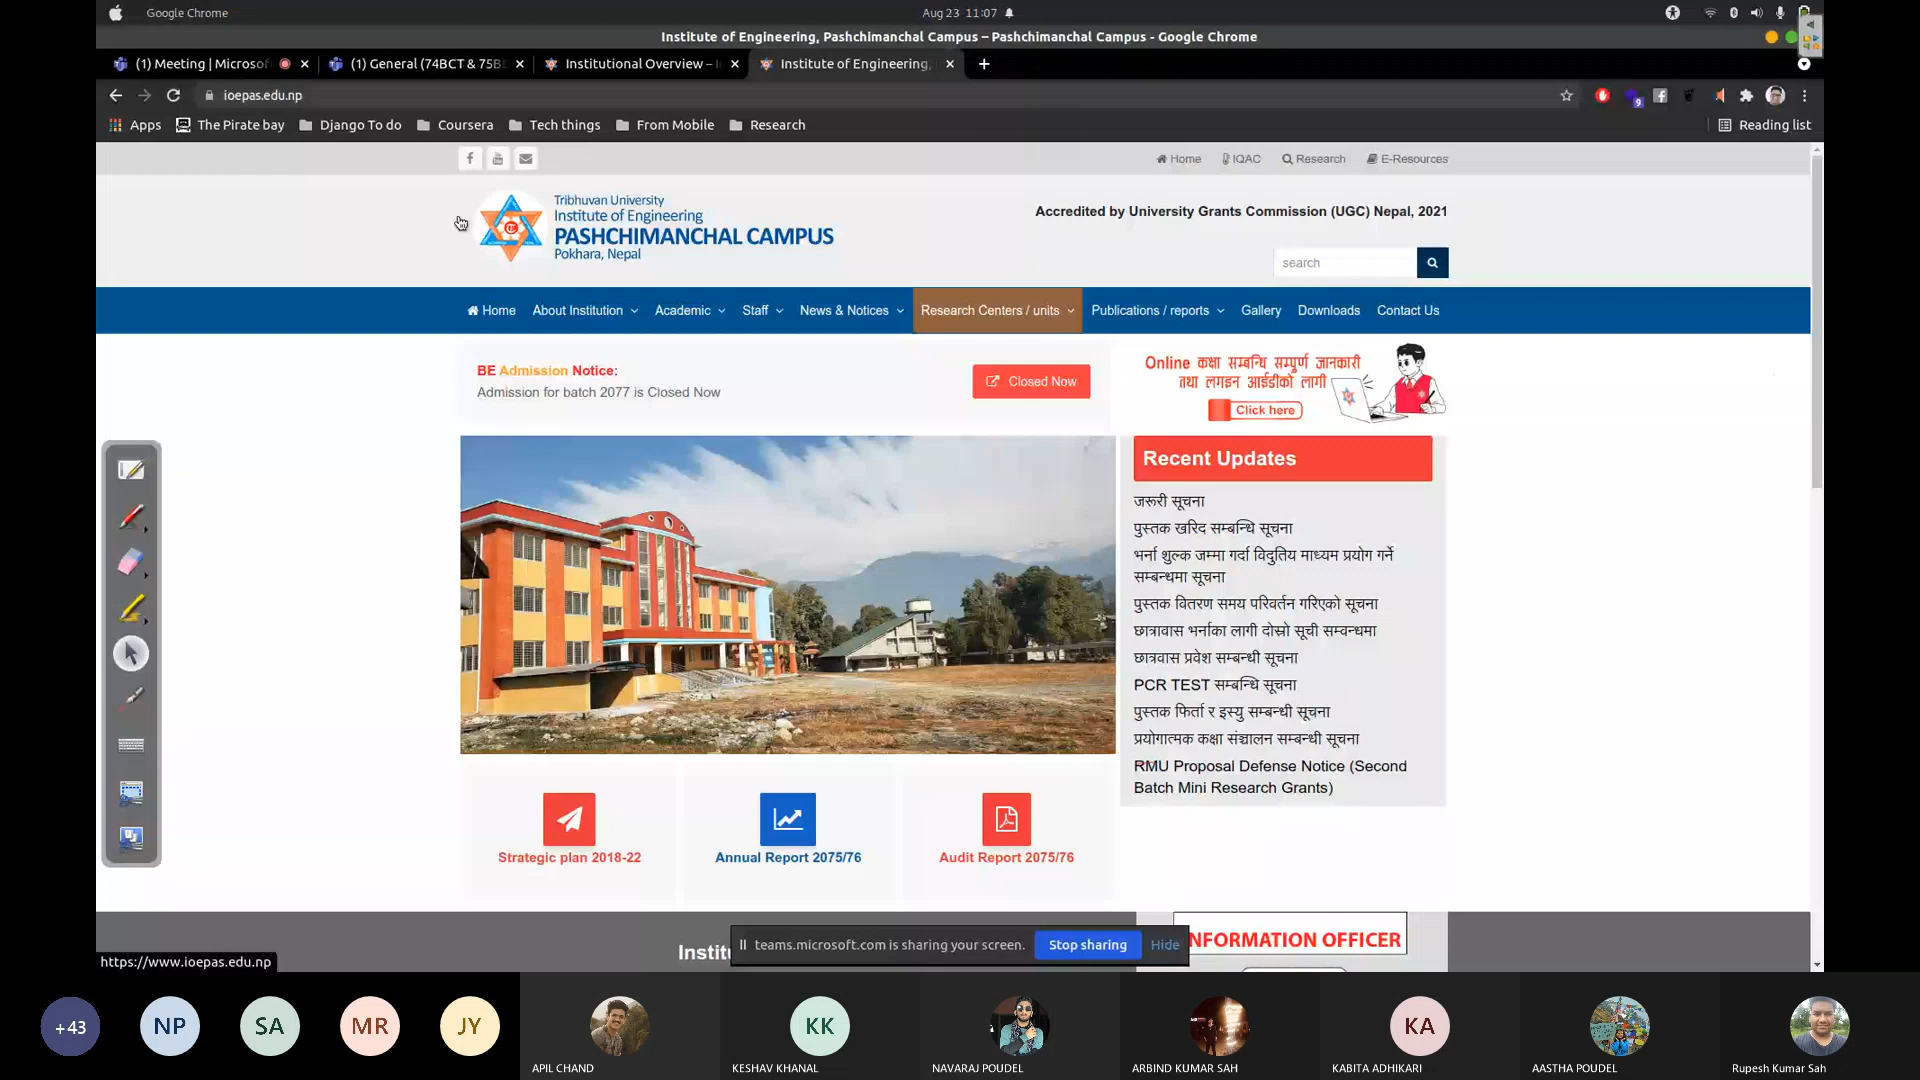 Google Chrome
Aug 23 11:07
Institute of Engineering, Pashchimanchal Campus – Pashchimanchal Campus - Google Chrome
(1) Meeting | Microsof
(1) General (74BCT & 75B
Institutional Overview –
Institute of Engineering,
ioepas.edu.np
9
Apps
The Pirate bay
Django To do
Coursera
Tech things
From Mobile
Research
Reading list
Home
IQAC
Research
E-Resources
Tribhuvan University
Institute of Engineering
PASHCHIMANCHAL CAMPUS
Pokhara, Nepal
Accredited by University Grants Commission (UGC) Nepal, 2021
search
Home
About Institution
Academic
Staff
News & Notices
Research Centers / units
Publications / reports
Gallery
Downloads
Contact Us
BE Admission Notice:
Admission for batch 2077 is Closed Now
Closed Now
Online कक्षा सम्बन्धि सम्पुर्ण जानकारी
तथा लगइन आईडीको लागी
Click here
Recent Updates
जरूरी सूचना
पुस्तक खरिद सम्बन्धि सूचना
भर्ना शुल्क जम्मा गर्दा विदुतिय माध्यम प्रयोग गर्ने
सम्बन्धमा सूचना
पुस्तक वितरण समय परिवर्तन गरिएको सूचना
छात्रावास भर्नाका लागी दोस्रो सूची सम्वन्धमा
छात्रवास प्रवेश सम्बन्धी सूचना
PCR TEST सम्बन्धि सूचना
पुस्तक फिर्ता र इस्यु सम्बन्धी सूचना
प्रयोगात्मक कक्षा संञ्चालन सम्बन्धी सूचना
RMU Proposal Defense Notice (Second
Batch Mini Research Grants)
Strategic plan 2018-22
Annual Report 2075/76
Audit Report 2075/76
Institu
teams.microsoft.com is sharing your screen.
Stop sharing
Hide
NFORMATION OFFICER
https://www.ioepas.edu.np
+43
NP
SA
MR
JY
APIL CHAND
KK
KESHAV KHANAL
NAVARAJ POUDEL
ARBIND KUMAR SAH
KA
KABITA ADHIKARI
AASTHA POUDEL
Rupesh Kumar Sah